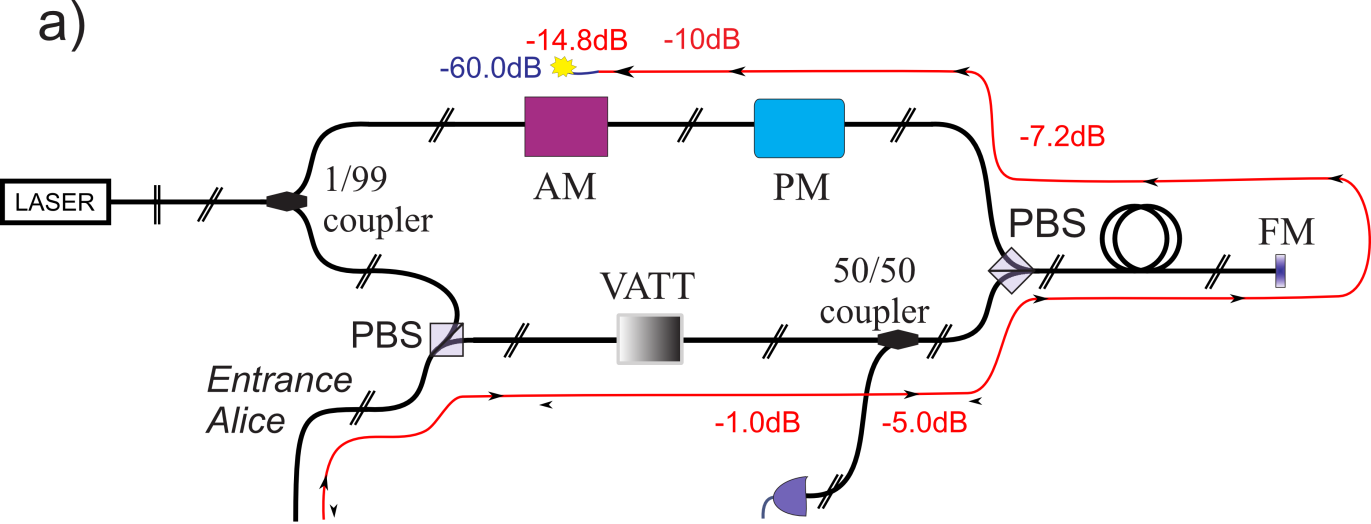 a)
-14.8dB
-10dB
-60.0dB
-7.2dB
AM
PM
1/99
coupler
LASER
PBS
FM
50/50
coupler
VATT
PBS
Entrance
Alice
-1.0dB
-5.0dB